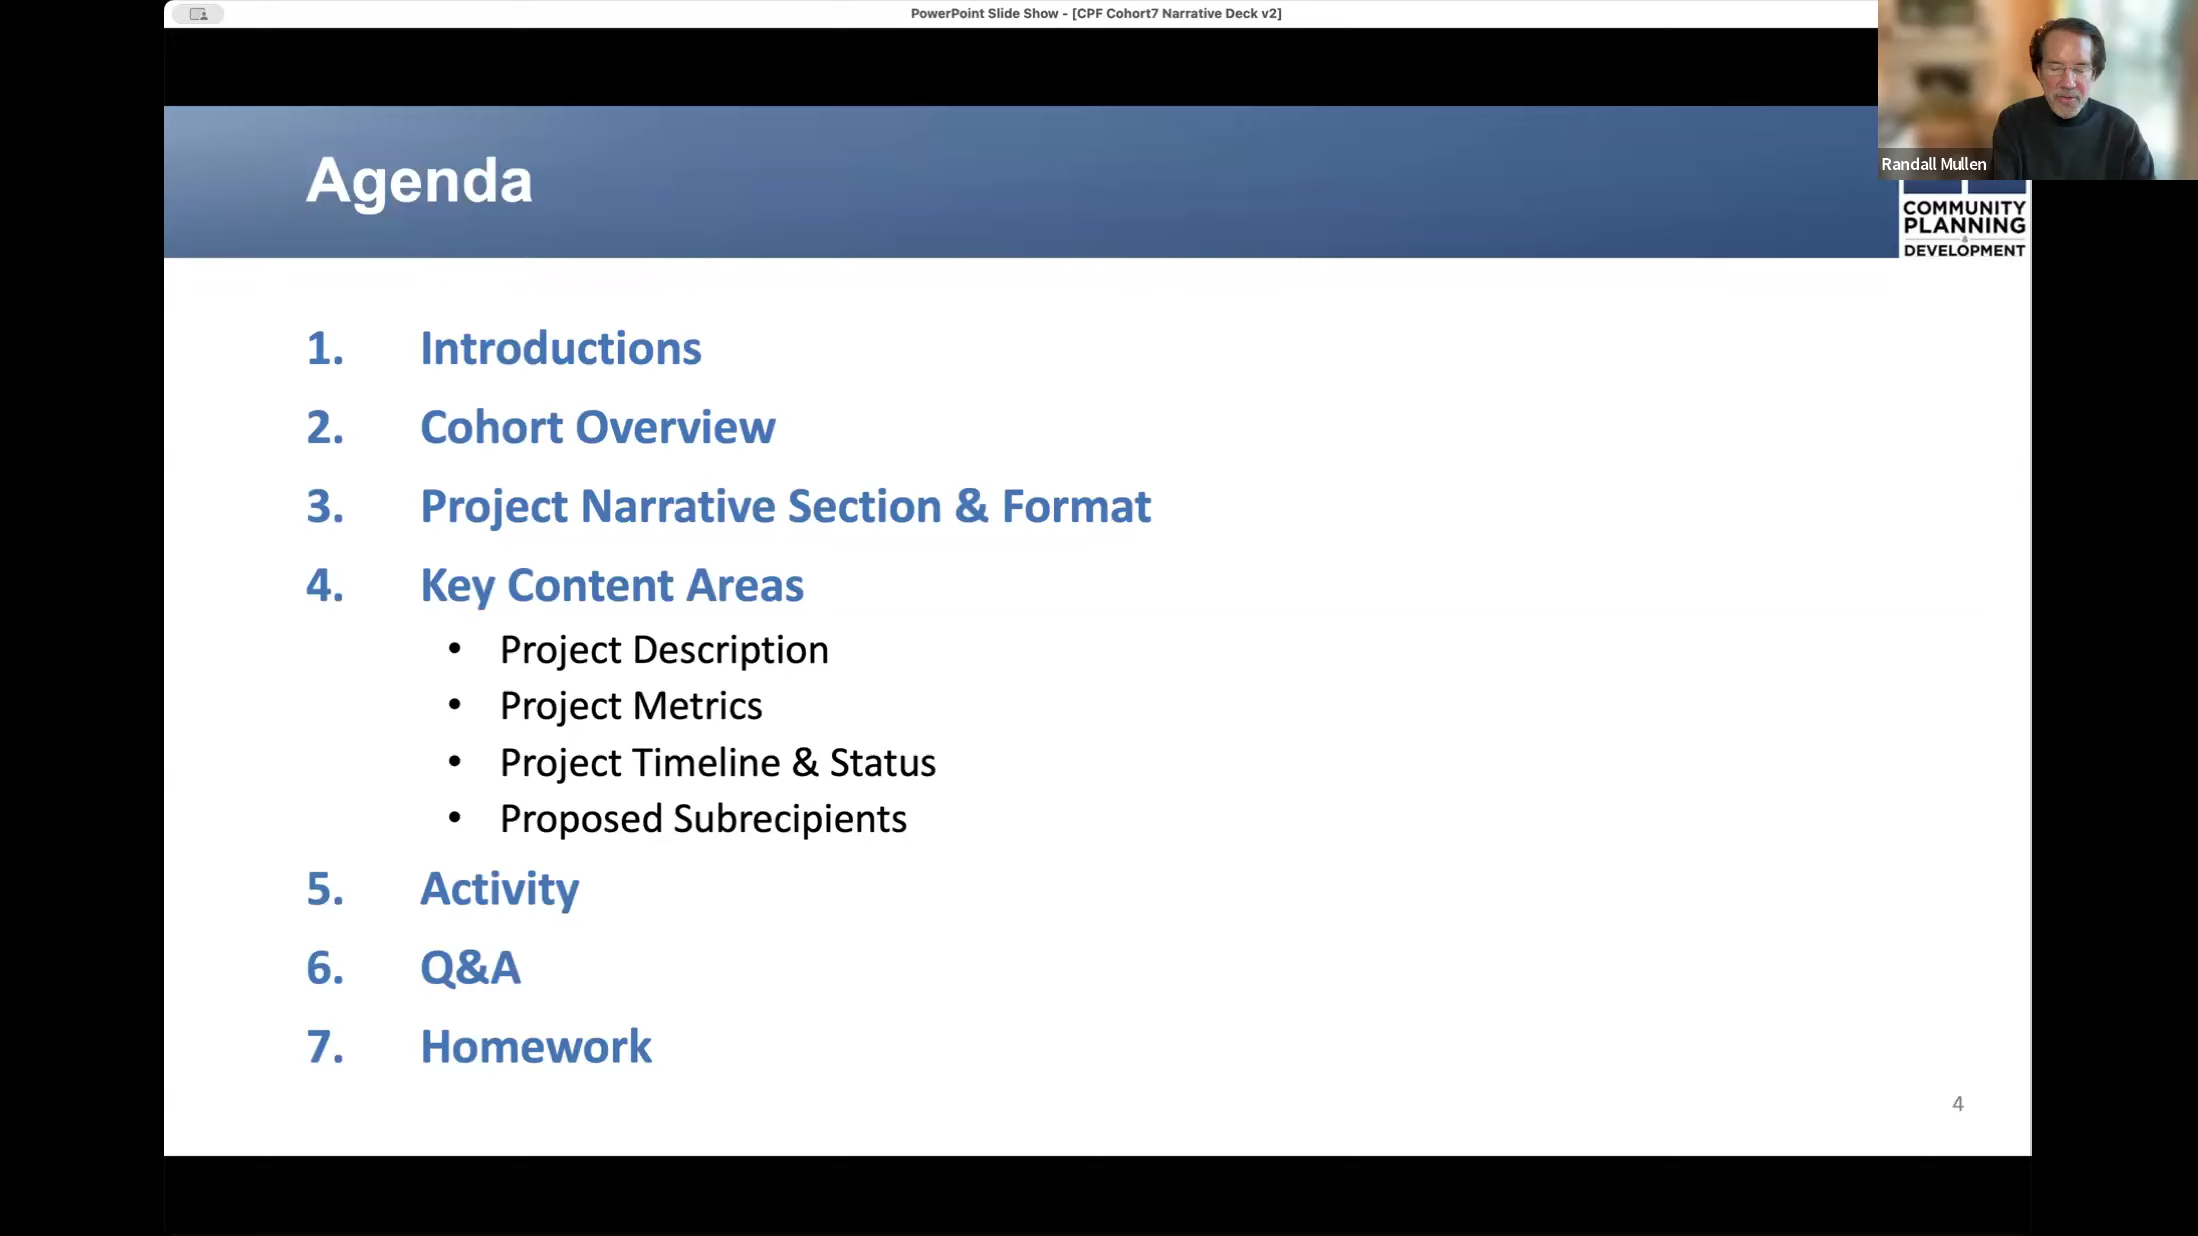 PowerPoint Slide Show - [CPF Cohort7 Narrative Deck v2]
Randall Mullen
Agenda
COMMUNITY
PLANNING
&
DEVELOPMENT
1. Introductions
2. Cohort Overview
3. Project Narrative Section & Format
4. Key Content Areas
• Project Description
• Project Metrics
• Project Timeline & Status
• Proposed Subrecipients
5. Activity
6. Q&A
7. Homework
4